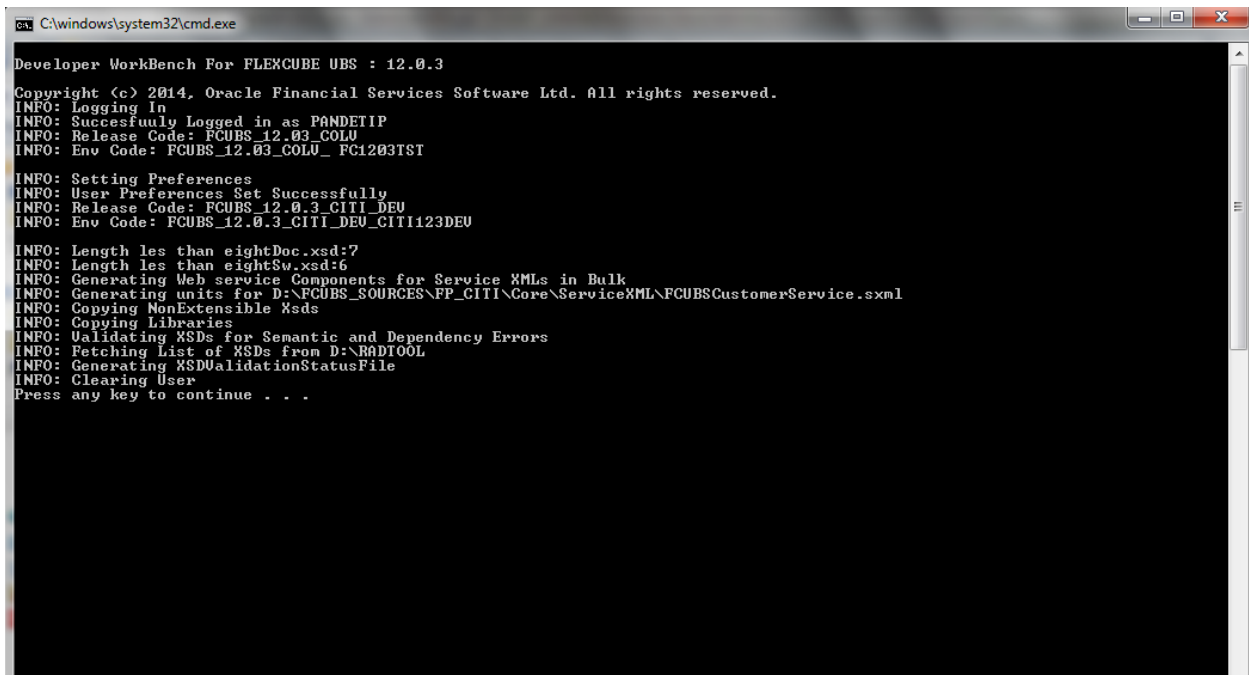 C:\windows\system32\cmd.exe
Developer WorkBench For FLEXCUBE UBS : 12.0.3
Copyright (c) 2014, Oracle Financial Services Software Ltd. All rights reserved.
INFO: Logging In
INFO: Succesfuuly Logged in as PANDETIP
INFO: Release Code: FCUBS_12.03_COLV
INFO: Env Code: FCUBS_12.03_COLV_ FC1203TST
INFO: Setting Preferences
INFO: User Preferences Set Successfully
INFO: Release Code: FCUBS_12.0.3_CITI_DEV
INFO: Env Code: FCUBS_12.0.3_CITI_DEV_CITI123DEV
INFO: Length les than eightDoc.xsd:7
INFO: Length les than eightSw.xsd:6
INFO: Generating Web service Components for Service XMLs in Bulk
INFO: Generating units for D:\FCUBS_SOURCES\FP_CITI\Core\ServiceXML\FCUBSCustomerService.sxml
INFO: Copying NonExtensible Xsds
INFO: Copying Libraries
INFO: Validating XSDs for Semantic and Dependency Errors
INFO: Fetching List of XSDs from D:\RADTOOL
INFO: Generating XSDValidationStatusFile
INFO: Clearing User
Press any key to continue . . .